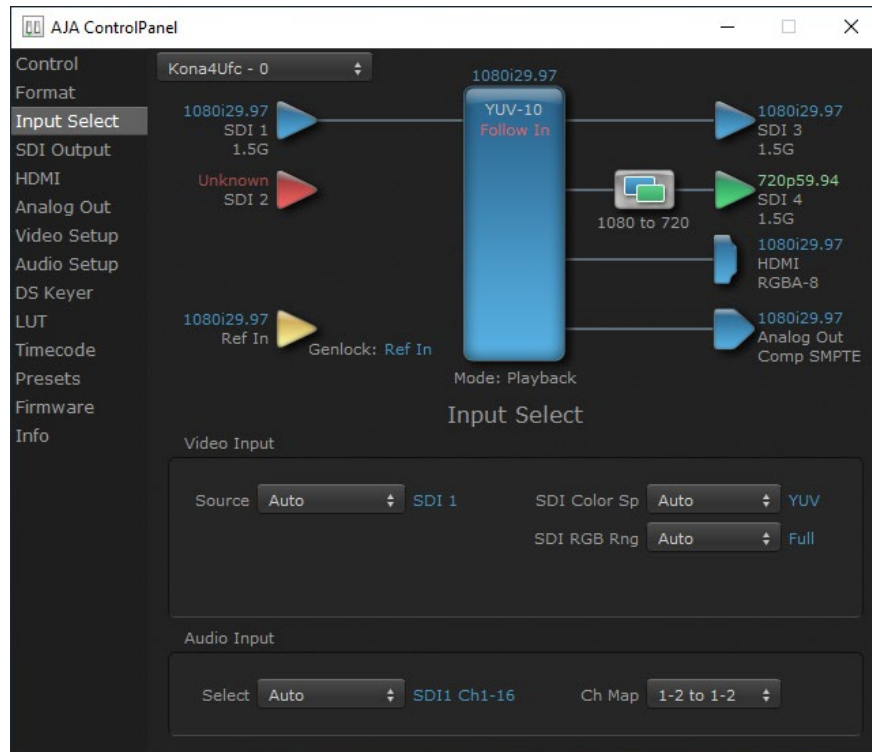 AJA ControlPanel
Control
Format
Input Select
SDI Output
HDMI
Analog Out
Video Setup
Audio Setup
DS Keyer
LUT
Timecode
Presets
Firmware
Info
Kona4Ufc - 0
1080i29.97
YUV-10
Follow In
1080i29.97
SDI 1
1.5G
Unknown
SDI 2
1080i29.97
Ref In
Genlock: Ref In
1080i29.97
SDI 3
1.5G
1080 to 720
720p59.94
SDI 4
1.5G
1080i29.97
HDMI
RGBA-8
1080i29.97
Analog Out
Comp SMPTE
Mode: Playback
Input Select
Video Input
Source Auto SDI 1
SDI Color Sp Auto YUV
SDI RGB Rng Auto Full
Audio Input
Select Auto SDI1 Ch1-16
Ch Map 1-2 to 1-2